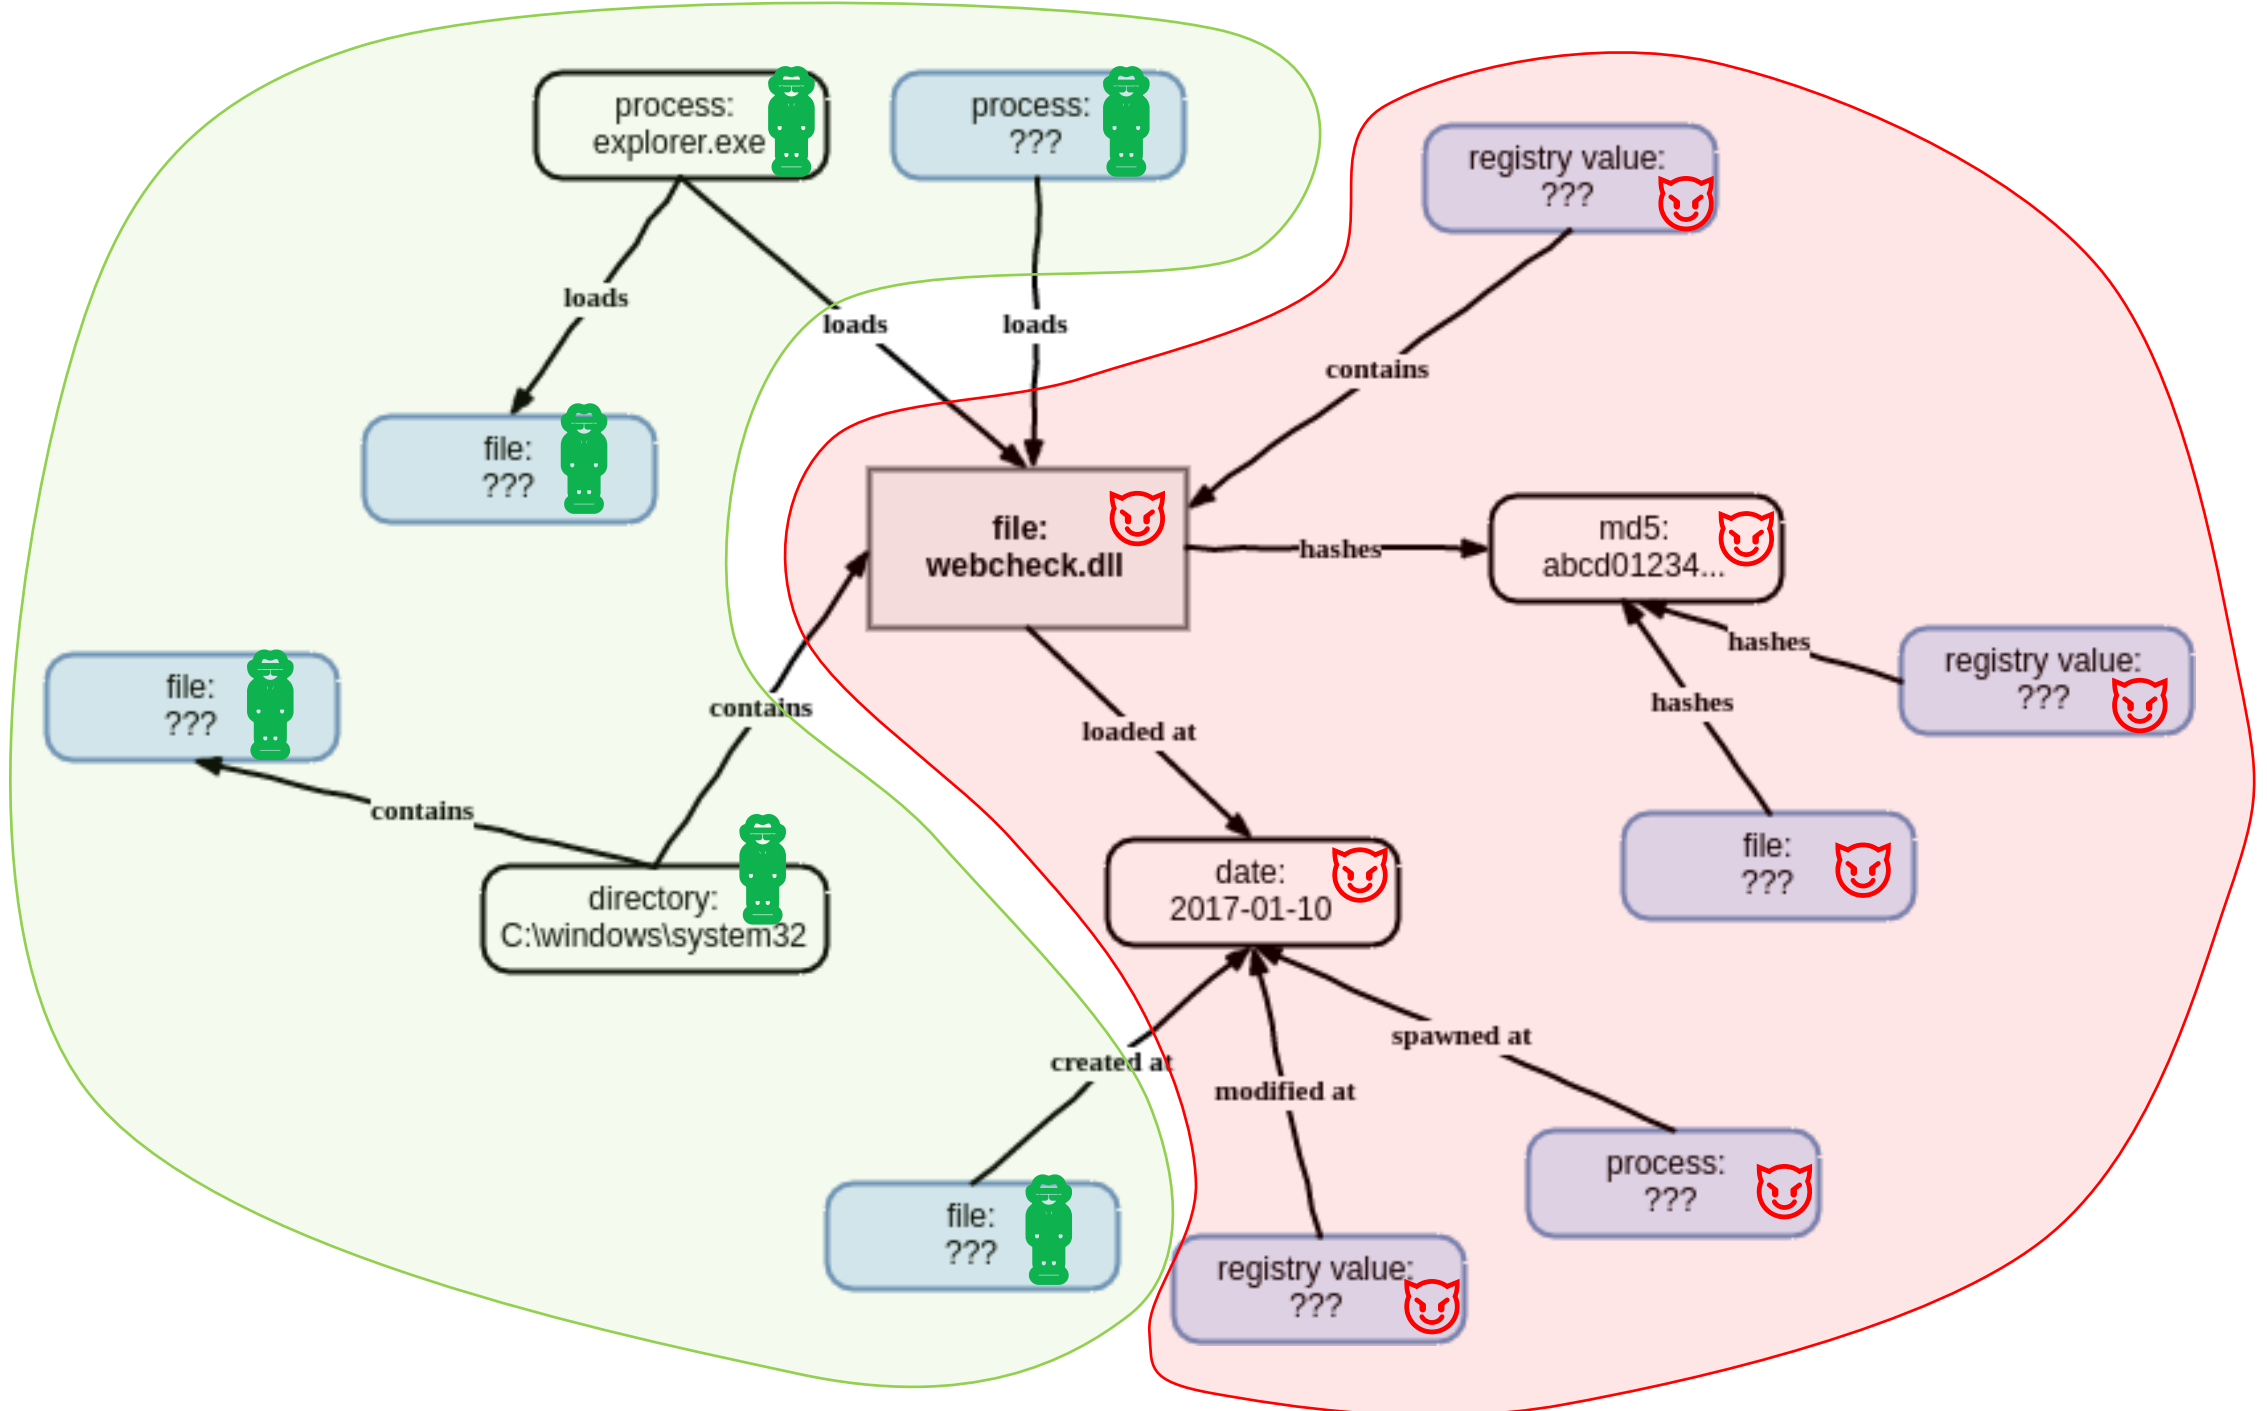 process:
explorer.exe
process:
???
registry value:
???
loads
loads
loads
contains
file:
???
file:
webcheck.dll
hashes
md5:
abcd01234...
hashes
registry value:
???
file:
???
contains
loaded at
hashes
contains
directory:
C:\windows\system32
date:
2017-01-10
file:
???
created at
modified at
spawned at
file:
???
registry value:
???
process:
???